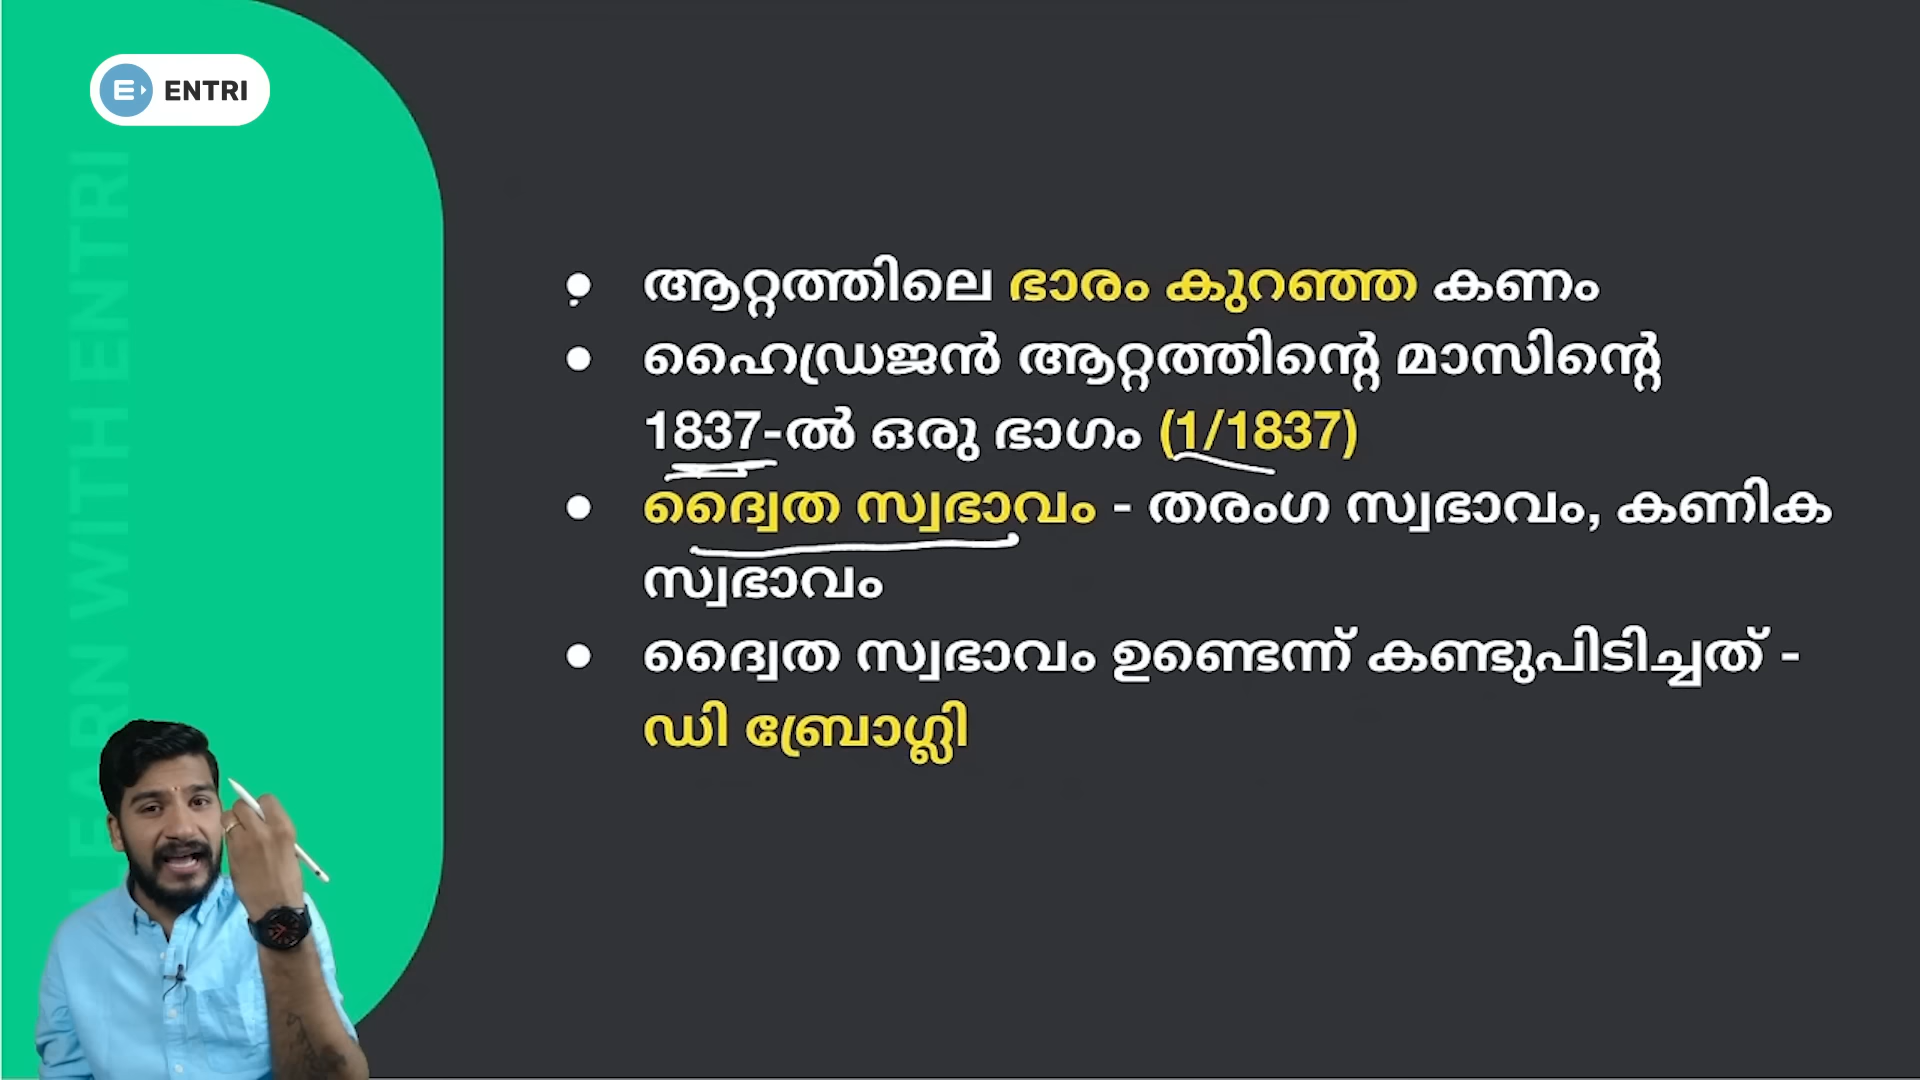 ENTRI
LEARN WITH ENTRI
ആറ്റത്തിലെ ഭാരം കുറഞ്ഞ കണം
ഹൈഡ്രജൻ ആറ്റത്തിന്റെ മാസിന്റെ
1837-ൽ ഒരു ഭാഗം (1/1837)
ദ്വൈത സ്വഭാവം - തരംഗ സ്വഭാവം, കണിക
സ്വഭാവം
ദ്വൈത സ്വഭാവം ഉണ്ടെന്ന് കണ്ടുപിടിച്ചത് -
ഡി ബ്രോഗ്ലി